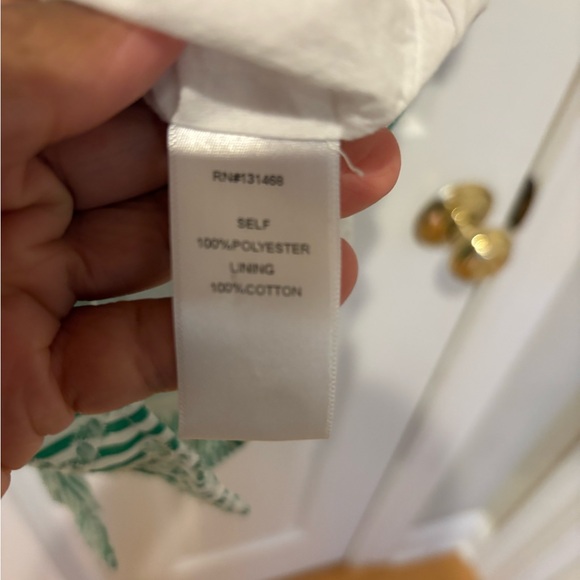 RN#131468
SELF
100%POLYESTER
LINING
100%COTTON